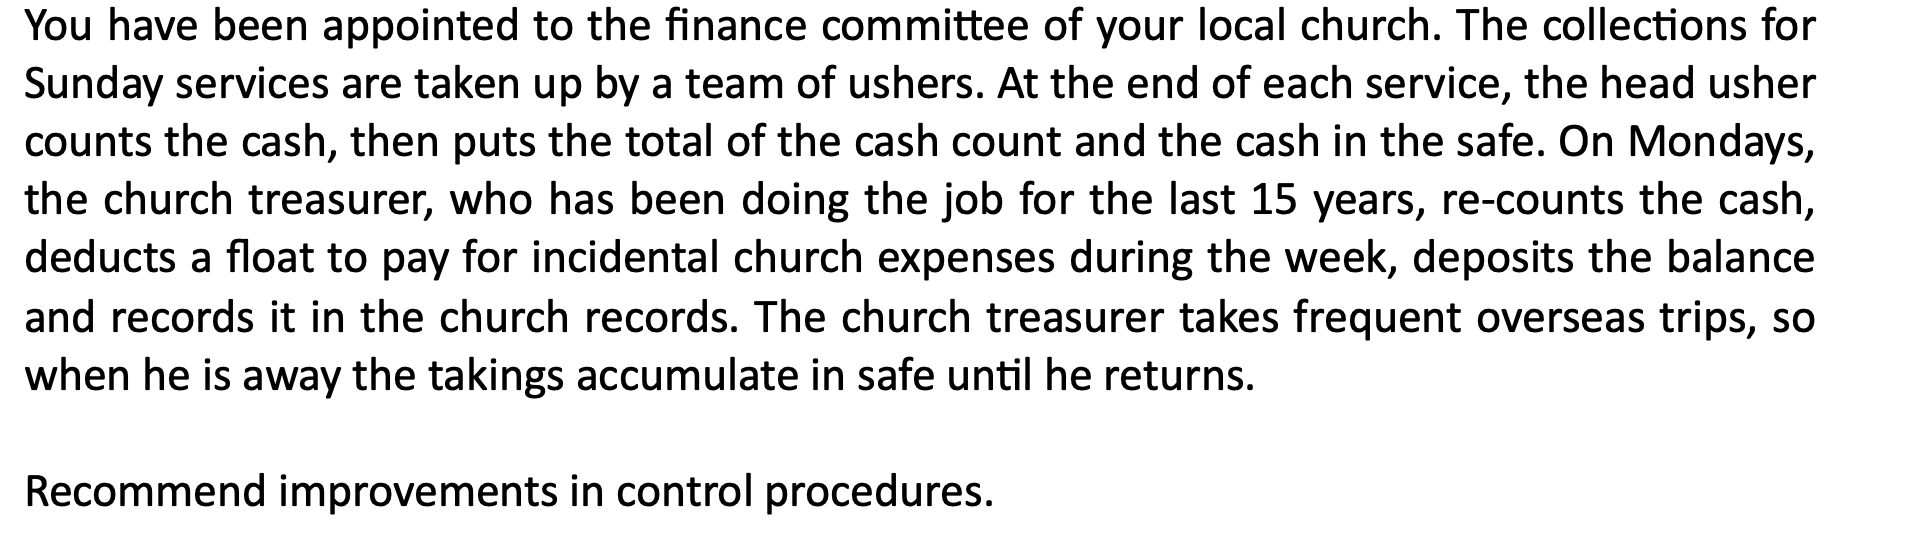 You have been appointed to the finance committee of your local church. The collections for
Sunday services are taken up by a team of ushers. At the end of each service, the head usher
counts the cash, then puts the total of the cash count and the cash in the safe. On Mondays,
the church treasurer, who has been doing the job for the last 15 years, re-counts the cash,
deducts a float to pay for incidental church expenses during the week, deposits the balance
and records it in the church records. The church treasurer takes frequent overseas trips, so
when he is away the takings accumulate in safe until he returns.
Recommend improvements in control procedures.